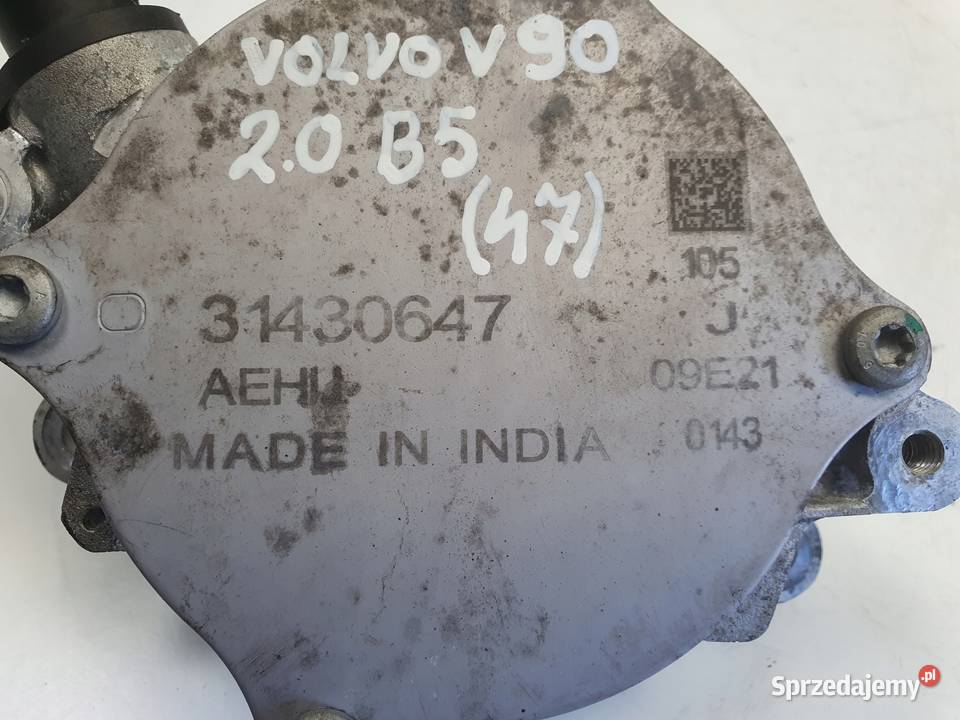 VOLVO V90
2.0 B5
(47)
105
31430647 J
AEHU 09E21
MADE IN INDIA 0143
Sprzedajemy.pl